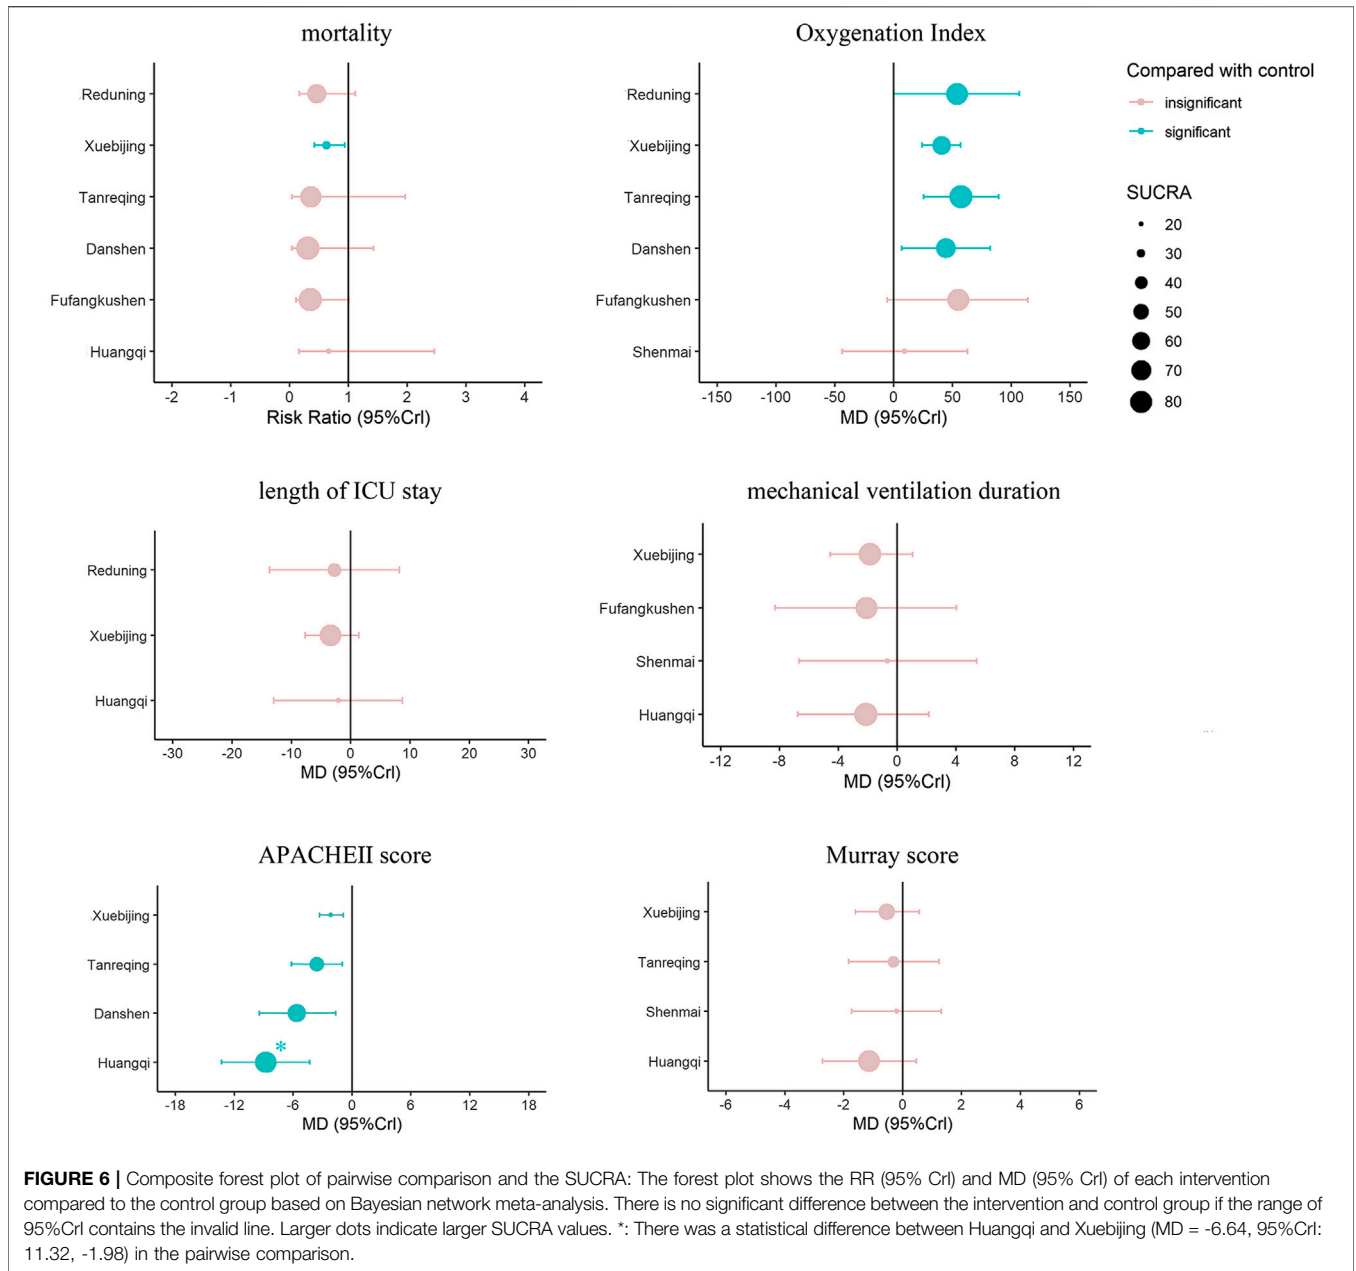 mortality
Reduning
Xuebijing
Tanreqing
Danshen
Fufangkushen
Huangqi
-2 -1 0 1 2 3 4
Risk Ratio (95%CrI)
Oxygenation Index
Reduning
Xuebijing
Tanreqing
Danshen
Fufangkushen
Shenmai
-150 -100 -50 0 50 100 150
MD (95%CrI)
Compared with control
insignificant
significant
SUCRA
20
30
40
50
60
70
80
length of ICU stay
Reduning
Xuebijing
Huangqi
-30 -20 -10 0 10 20 30
MD (95%CrI)
mechanical ventilation duration
Xuebijing
Fufangkushen
Shenmai
Huangqi
-12 -8 -4 0 4 8 12
MD (95%CrI)
APACHEII score
Xuebijing
Tanreqing
Danshen
Huangqi
*
-18 -12 -6 0 6 12 18
MD (95%CrI)
Murray score
Xuebijing
Tanreqing
Shenmai
Huangqi
-6 -4 -2 0 2 4 6
MD (95%CrI)
FIGURE 6 | Composite forest plot of pairwise comparison and the SUCRA: The forest plot shows the RR (95% CrI) and MD (95% CrI) of each intervention
compared to the control group based on Bayesian network meta-analysis. There is no significant difference between the intervention and control group if the range of
95%CrI contains the invalid line. Larger dots indicate larger SUCRA values. *: There was a statistical difference between Huangqi and Xuebijing (MD = -6.64, 95%CrI:
11.32, -1.98) in the pairwise comparison.